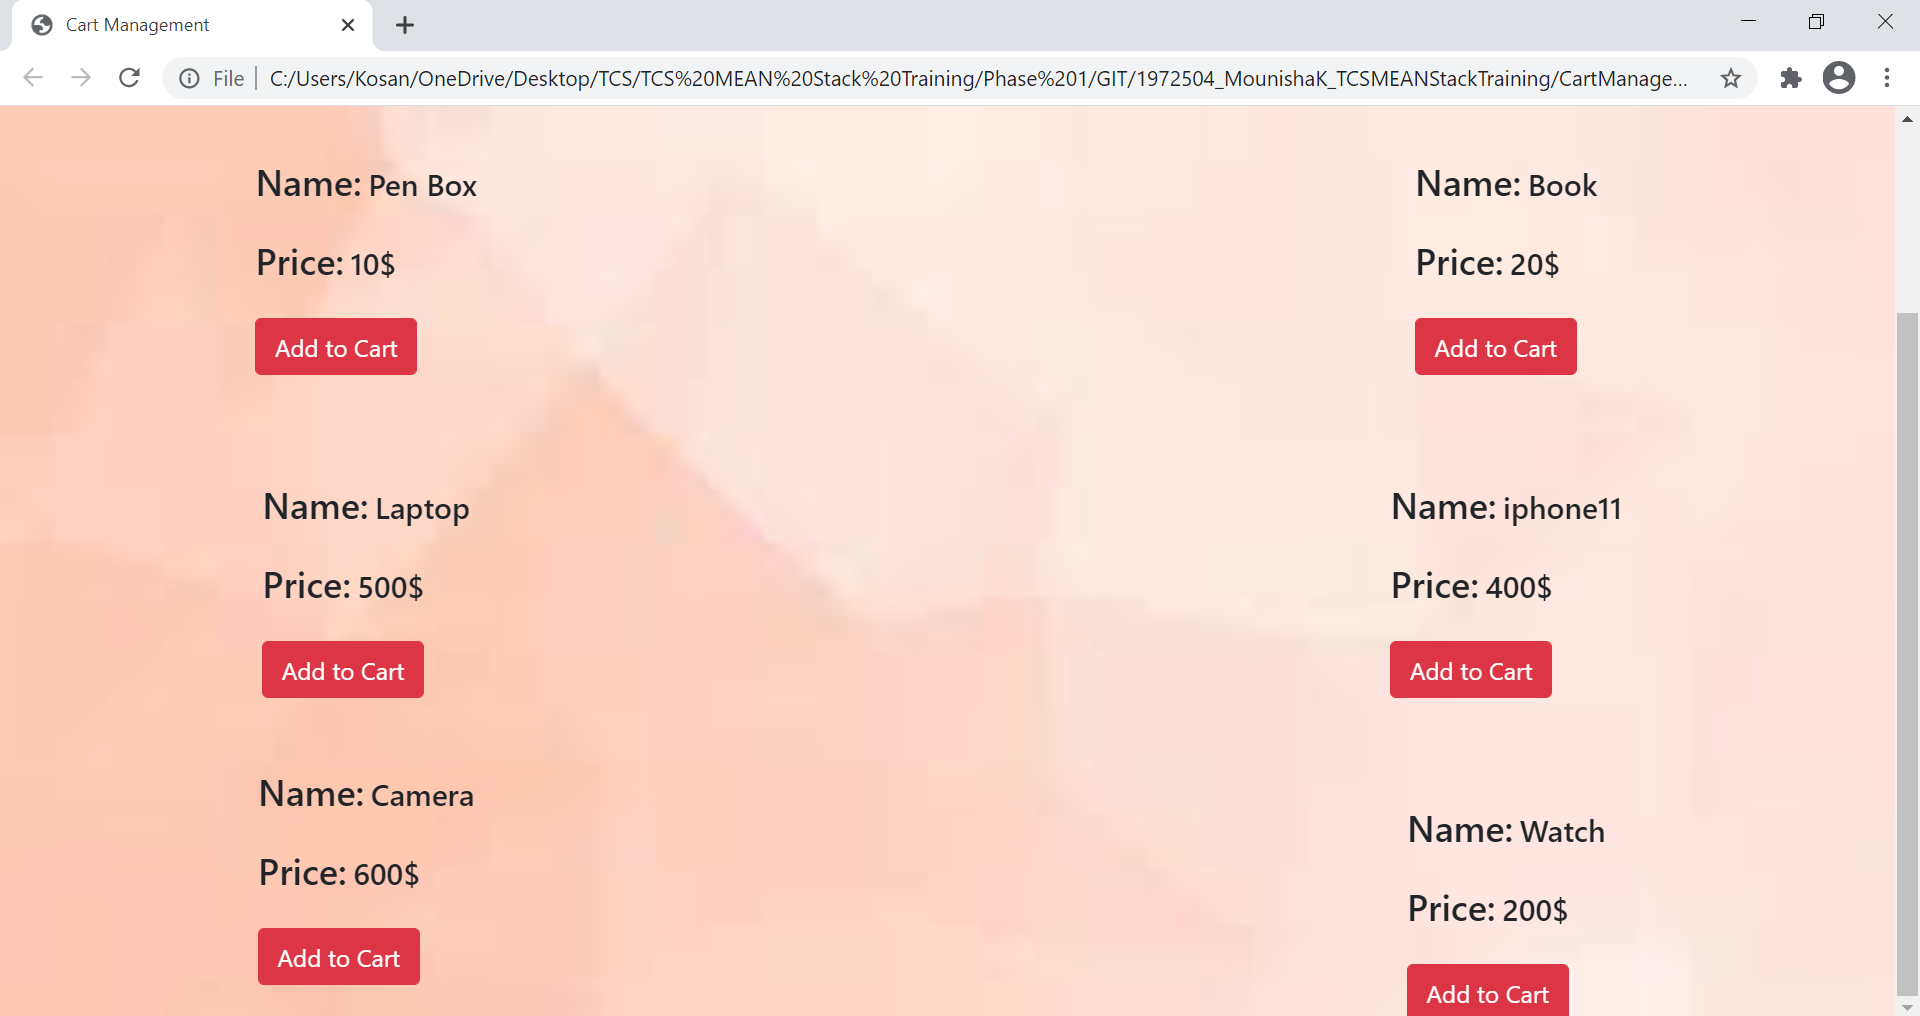 Cart Management
File C:/Users/Kosan/OneDrive/Desktop/TCS/TCS%20MEAN%20Stack%20Training/Phase%201/GIT/1972504_MounishaK_TCSMEANStackTraining/CartManage...
Name: Pen Box
Price: 10$
Add to Cart
Name: Book
Price: 20$
Add to Cart
Name: Laptop
Price: 500$
Add to Cart
Name: iphone11
Price: 400$
Add to Cart
Name: Camera
Price: 600$
Add to Cart
Name: Watch
Price: 200$
Add to Cart